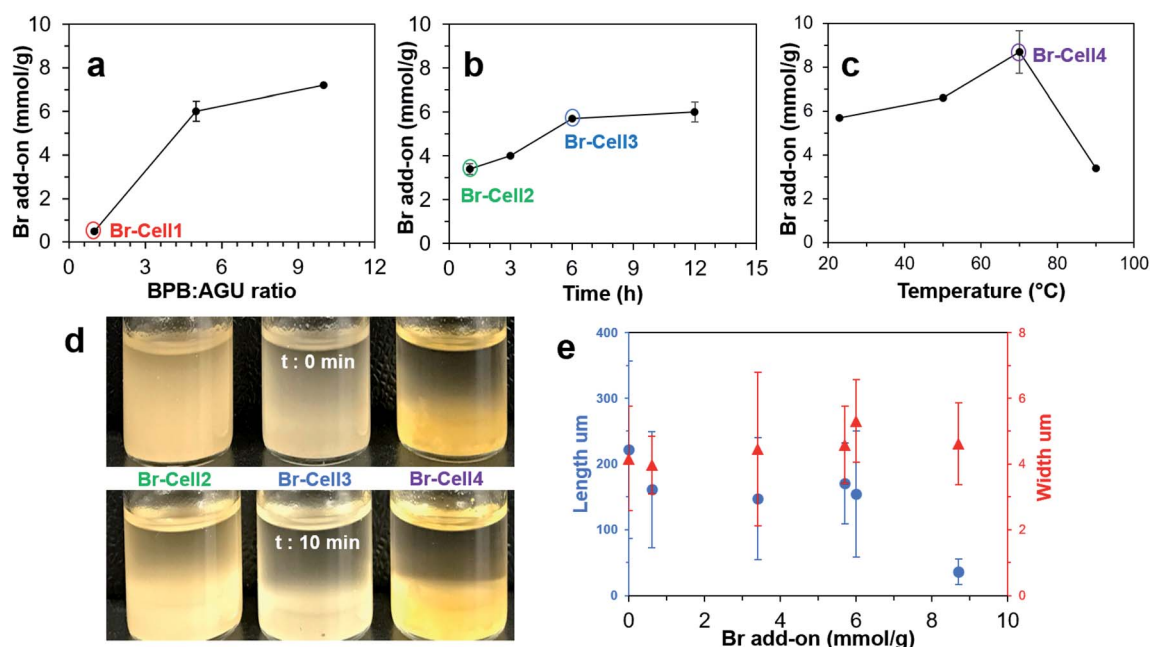 a
Br add-on (mmol/g)
10
8
6
4
2
0
0
3
6
9
12
BPB:AGU ratio
Br-Cell1
b
Br add-on (mmol/g)
10
8
6
4
2
0
0
3
6
9
12
15
Time (h)
Br-Cell2
Br-Cell3
c
Br add-on (mmol/g)
10
8
6
4
2
0
20
40
60
80
100
Temperature (°C)
Br-Cell4
d
t : 0 min
Br-Cell2
Br-Cell3
Br-Cell4
t : 10 min
e
Length um
400
300
200
100
0
0
2
4
6
8
10
Br add-on (mmol/g)
8
6
4
2
0
Width um